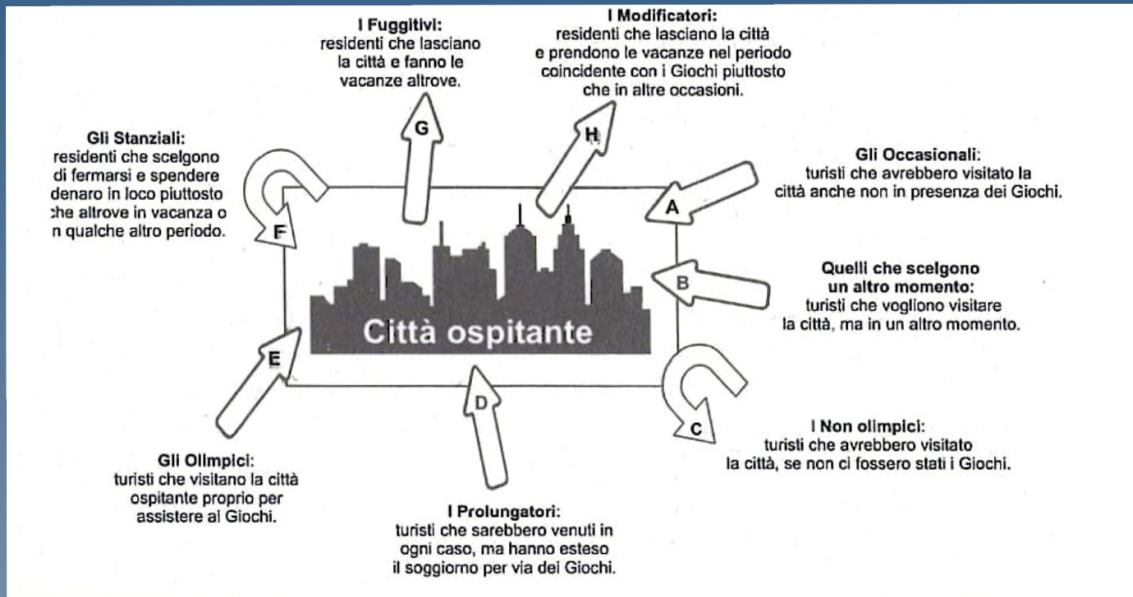 I Fuggitivi:
residenti che lasciano
la città e fanno le
vacanze altrove.
I Modificatori:
residenti che lasciano la città
e prendono le vacanze nel periodo
coincidente con i Giochi piuttosto
che in altre occasioni.
Gli Stanziali:
residenti che scelgono
di fermarsi e spendere
denaro in loco piuttosto
che altrove in vacanza o
n qualche altro periodo.
G
H
Gli Occasionali:
turisti che avrebbero visitato la
città anche non in presenza dei Giochi.
A
F
Quelli che scelgono
un altro momento:
turisti che vogliono visitare
la città, ma in un altro momento.
B
Città ospitante
E
D
C
I Non olimpici:
turisti che avrebbero visitato
la città, se non ci fossero stati i Giochi.
Gli Olimpici:
turisti che visitano la città
ospitante proprio per
assistere ai Giochi.
I Prolungatori:
turisti che sarebbero venuti in
ogni caso, ma hanno esteso
il soggiorno per via dei Giochi.